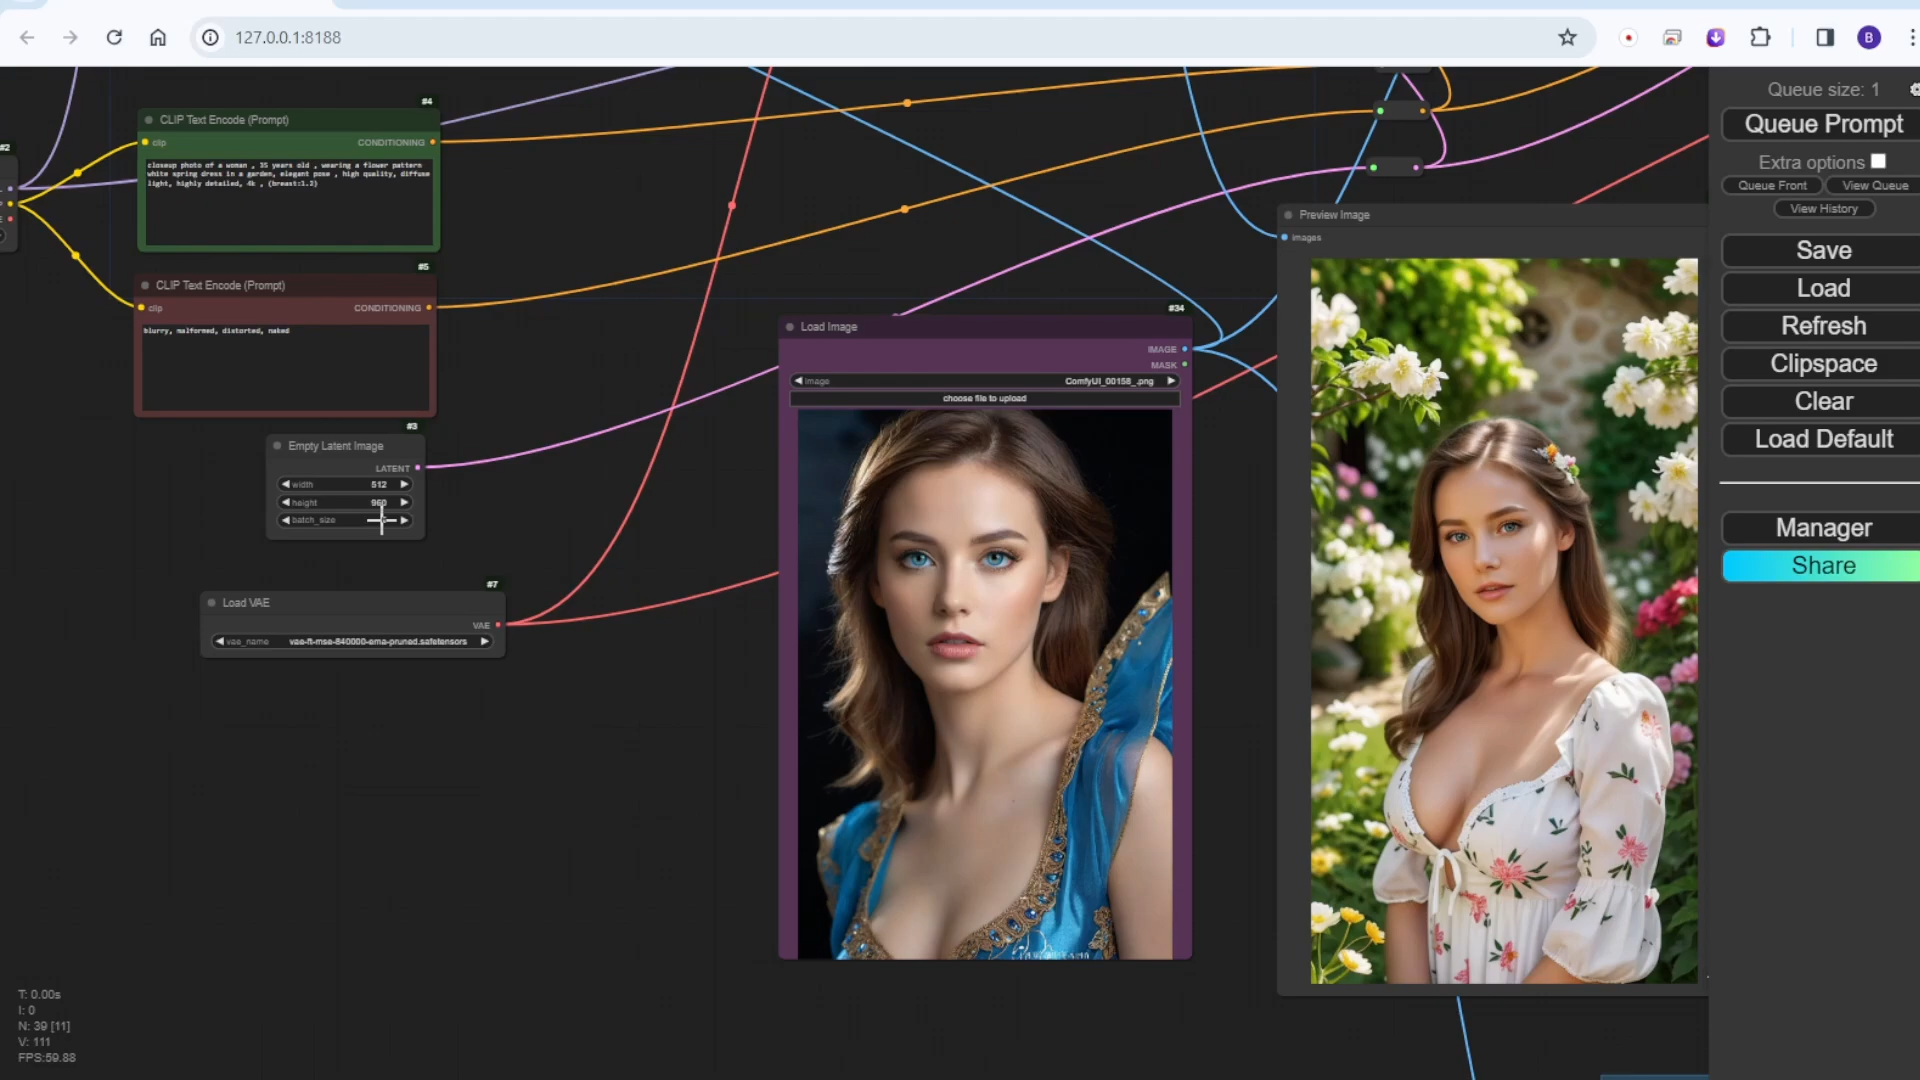 127.0.0.1:8188
B
#2
#4
CLIP Text Encode (Prompt)
clip
CONDITIONING
closeup photo of a woman , 35 years old , wearing a flower pattern
white spring dress in a garden, elegant pose , high quality, diffuse
light, highly detailed, 4k , (breast:1.2)
#5
CLIP Text Encode (Prompt)
clip
CONDITIONING
blurry, malformed, distorted, naked
#3
Empty Latent Image
LATENT
width 512
height 960
batch_size
#7
Load VAE
VAE
vae_name vae-ft-mse-840000-ema-pruned.safetensors
#34
Load Image
IMAGE
MASK
image ComfyUI_00158_.png
choose file to upload
Preview Image
images
Queue size: 1
Queue Prompt
Extra options
Queue Front
View Queue
View History
Save
Load
Refresh
Clipspace
Clear
Load Default
Manager
Share
T: 0.00s
I: 0
N: 39 [11]
V: 111
FPS:59.88